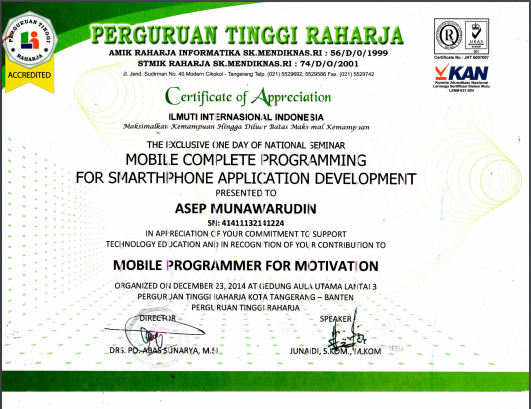 PERGURUAN TINGGI RAHARJA
PERGURUAN TINGGI
RAHARJA
ACCREDITED
AMIK RAHARJA INFORMATIKA SK.MENDIKNAS.RI : 56/D/O/1999
STMIK RAHARJA SK.MENDIKNAS.RI : 74/D/O/2001
Jl. Jend. Sudirman No. 40 Modern Cikokol - Tangerang Telp. (021) 5529692, 5529586 Fax. (021) 5529742
UKAS
001
Certificate No : JKT 6007007
KAN
Komite Akreditasi Nasional
Lembaga Sertifikasi Sistem Mutu
LSSM-001-IDN
Certificate of Appreciation
ILMUTI INTERNASIONAL INDONESIA
Maksimalkan Kemampuan Hingga Diluar Batas Maksimal Kemampuan
THE EXCLUSIVE ONE DAY OF NATIONAL SEMINAR
MOBILE COMPLETE PROGRAMMING
FOR SMARTHPHONE APPLICATION DEVELOPMENT
PRESENTED TO
ASEP MUNAWARUDIN
SN: 41411132141224
IN APPRECIATION OF YOUR COMMITMENT TO SUPPORT
TECHNOLOGY EDUCATION AND IN RECOGNITION OF YOUR CONTRIBUTION TO
MOBILE PROGRAMMER FOR MOTIVATION
ORGANIZED ON DECEMBER 23, 2014 AT GEDUNG AULA UTAMA LANTAI 3
PERGURUAN TINGGI RAHARJA KOTA TANGERANG – BANTEN
PERGURUAN TINGGI RAHARJA
DIRECTOR
SPEAKER
DRS. PO. ABAS SUNARYA, M.SI
JUNAIDI, S.KOM., M.KOM